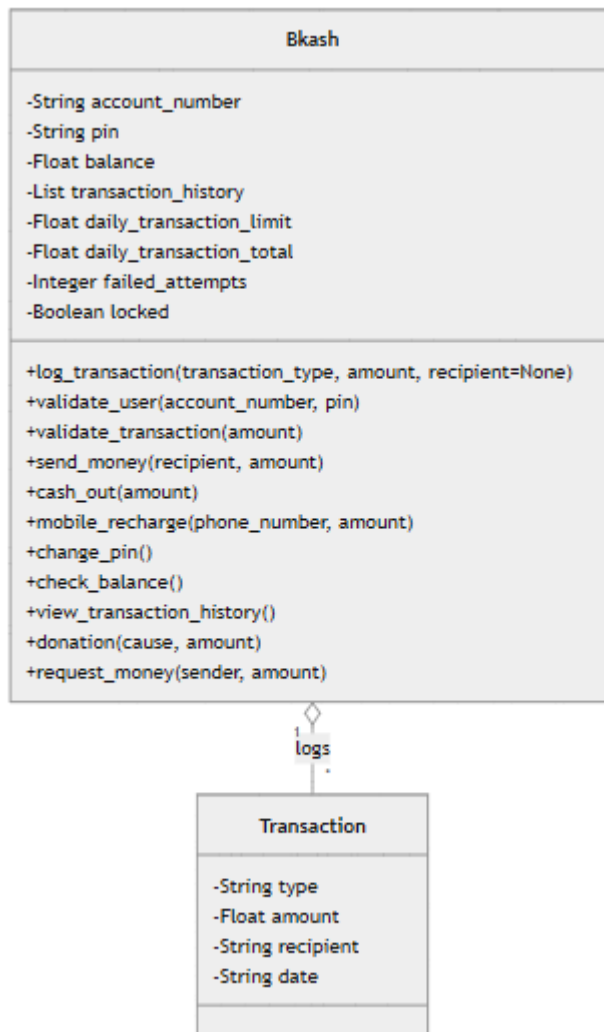 Bkash
-String account_number
-String pin
-Float balance
-List transaction_history
-Float daily_transaction_limit
-Float daily_transaction_total
-Integer failed_attempts
-Boolean locked
+log_transaction(transaction_type, amount, recipient=None)
+validate_user(account_number, pin)
+validate_transaction(amount)
+send_money(recipient, amount)
+cash_out(amount)
+mobile_recharge(phone_number, amount)
+change_pin()
+check_balance()
+view_transaction_history()
+donation(cause, amount)
+request_money(sender, amount)
1
logs
*
Transaction
-String type
-Float amount
-String recipient
-String date